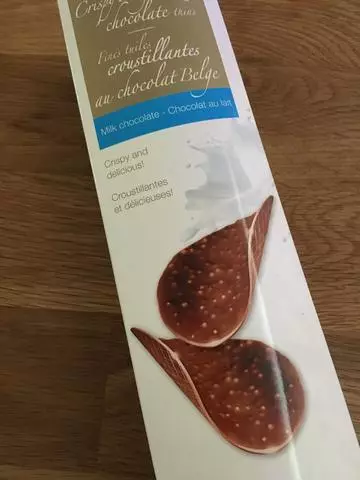 Crispy
chocolate thins
Fines tuiles
croustillantes
au chocolat Belge
Milk chocolate - Chocolat au lait
Crispy and
delicious!
Croustillantes
et délicieuses!